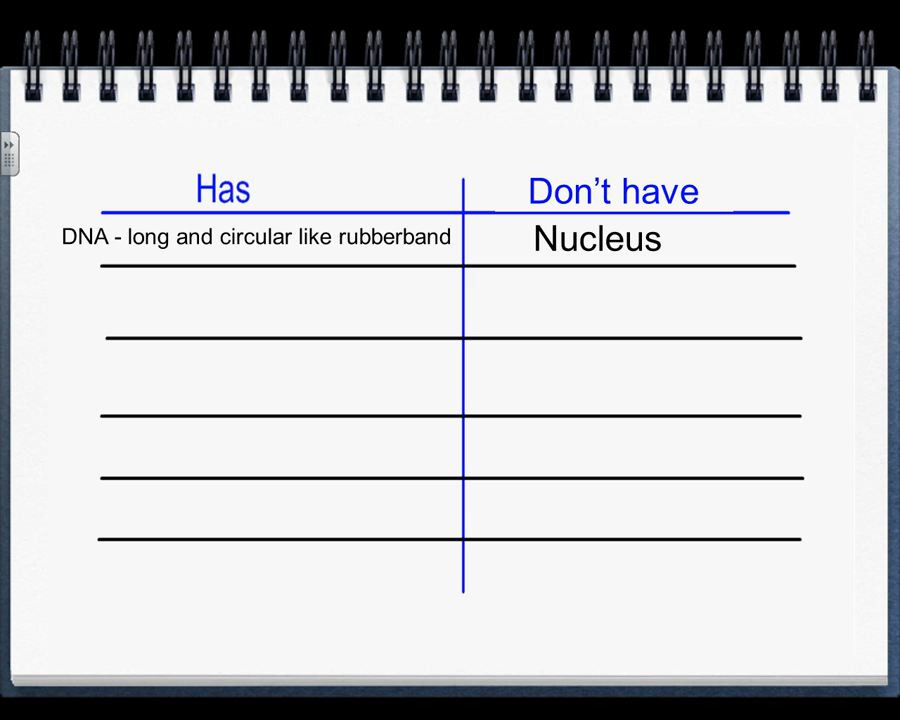 Has Don't have
DNA - long and circular like rubberband Nucleus